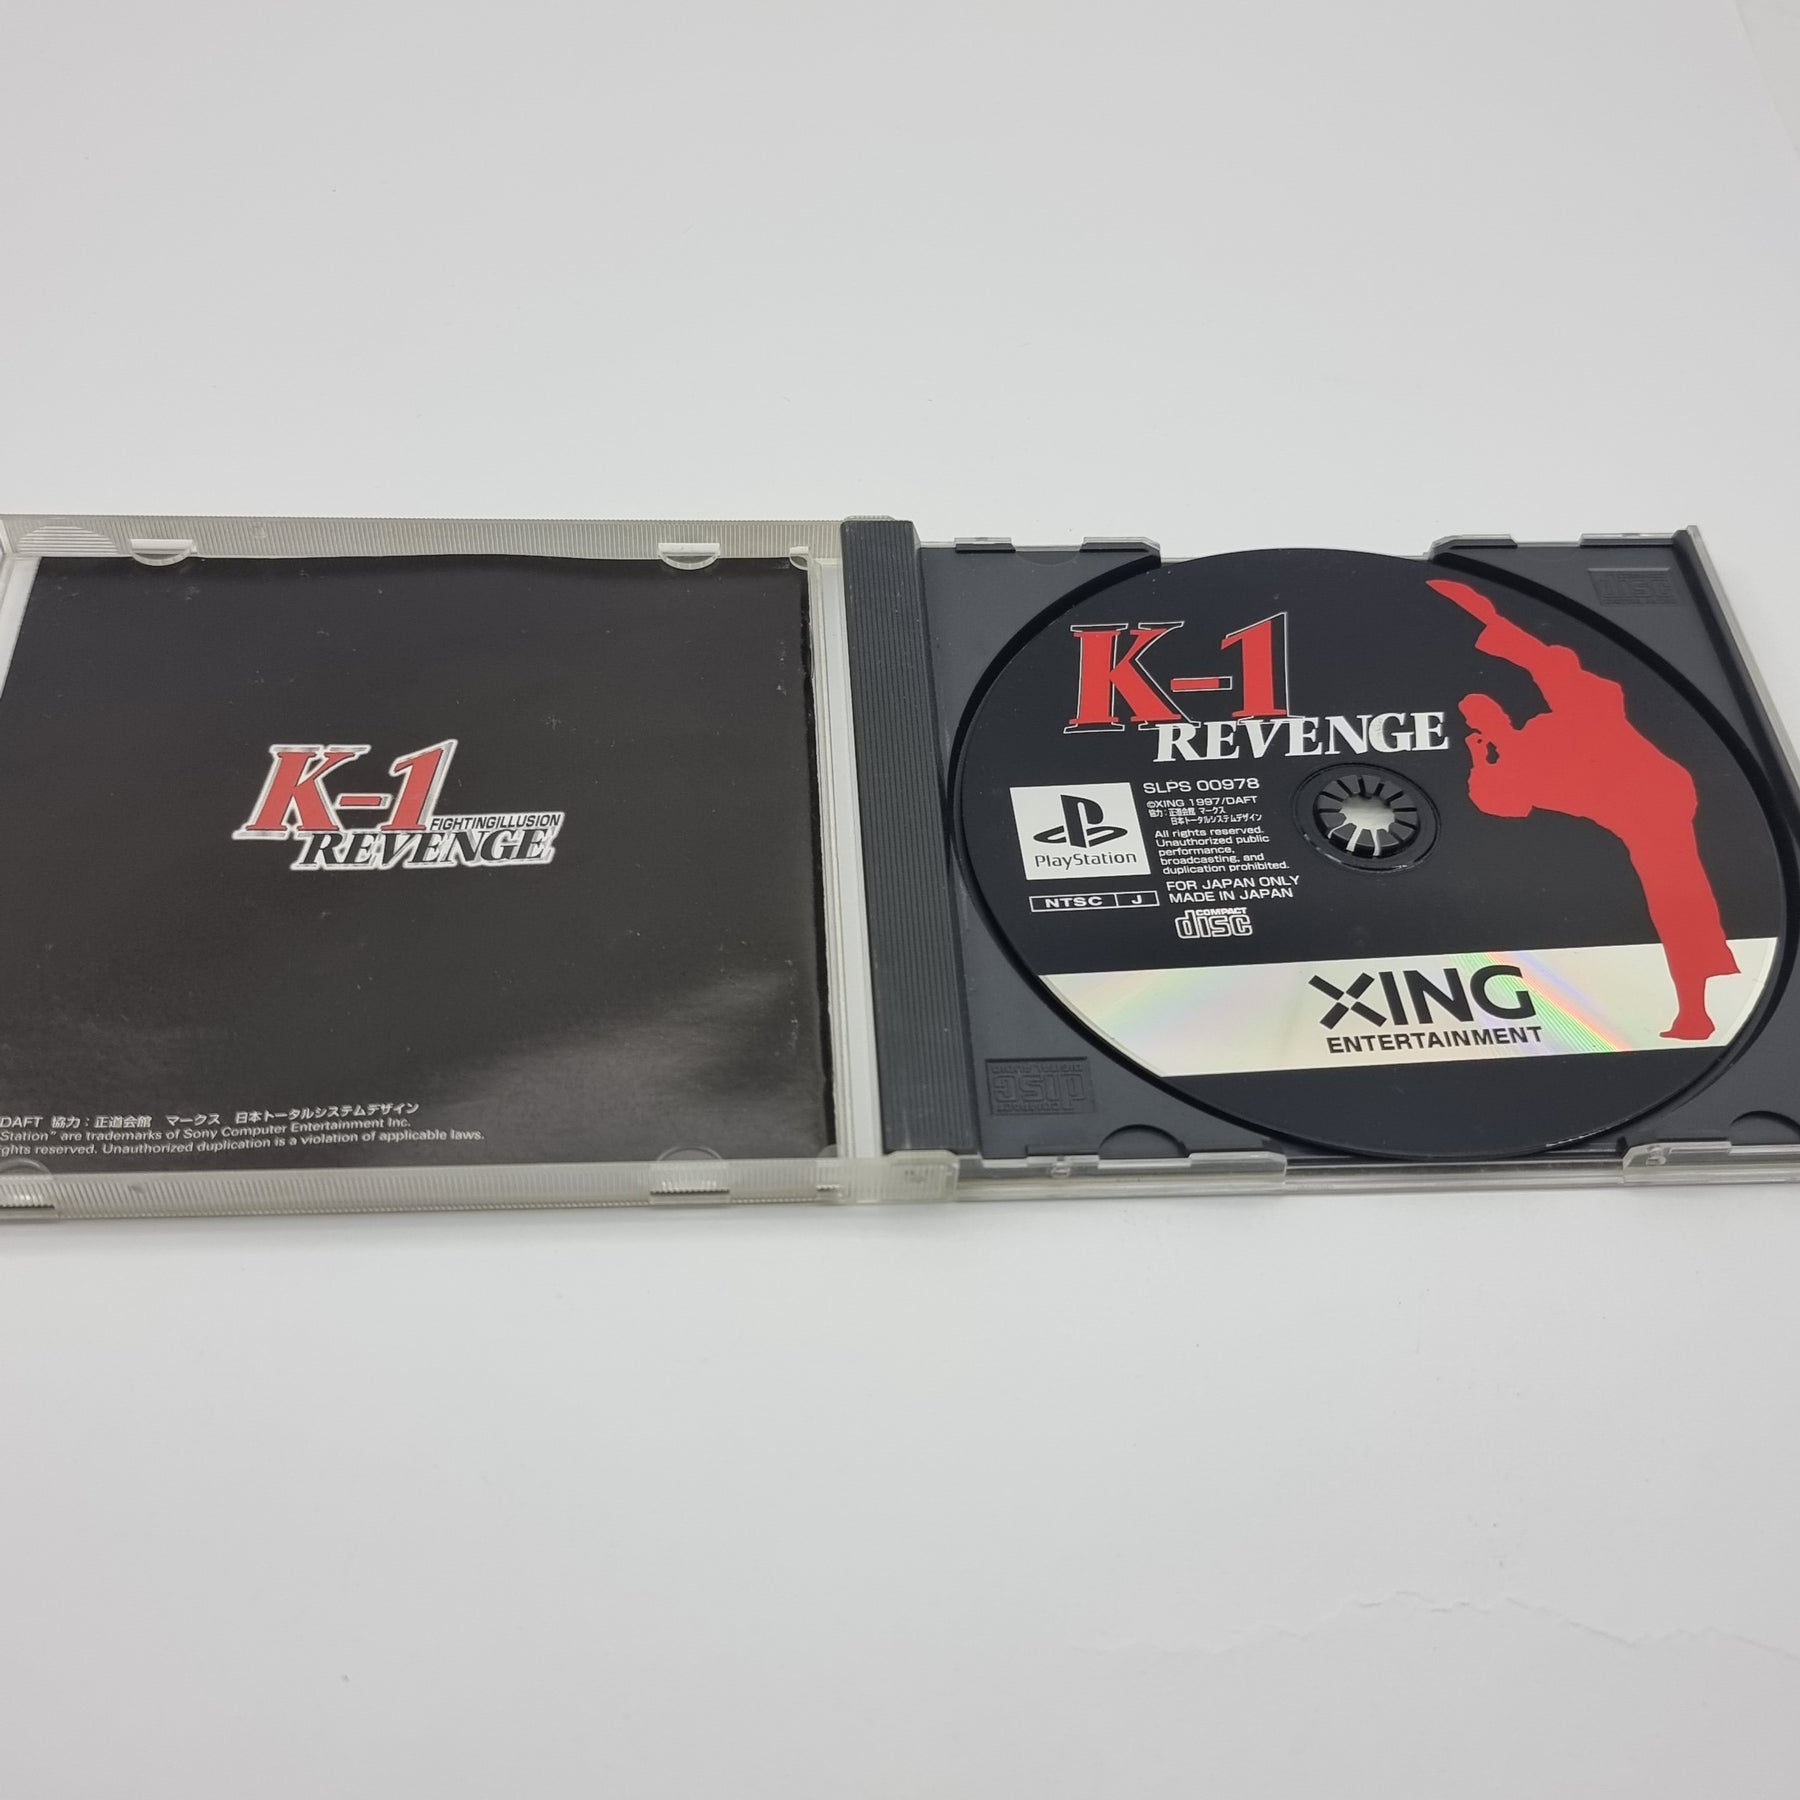 K-1
FIGHTINGILLUSION
REVENGE
DAFT 協力：正道会館 マークス 日本トータルシステムデザイン
Station" are trademarks of Sony Computer Entertainment Inc.
ghts reserved. Unauthorized duplication is a violation of applicable laws.
K-1
REVENGE
SLPS 00978
©XING 1997/DAFT
協力：正道会館 マークス
日本トータルシステムデザイン
All rights reserved.
Unauthorized public
performance,
broadcasting, and
duplication prohibited.
PlayStation
FOR JAPAN ONLY
NTSC J
MADE IN JAPAN
COMPACT
disc
XING
ENTERTAINMENT
COMPACT
disc
DIGITAL AUDIO